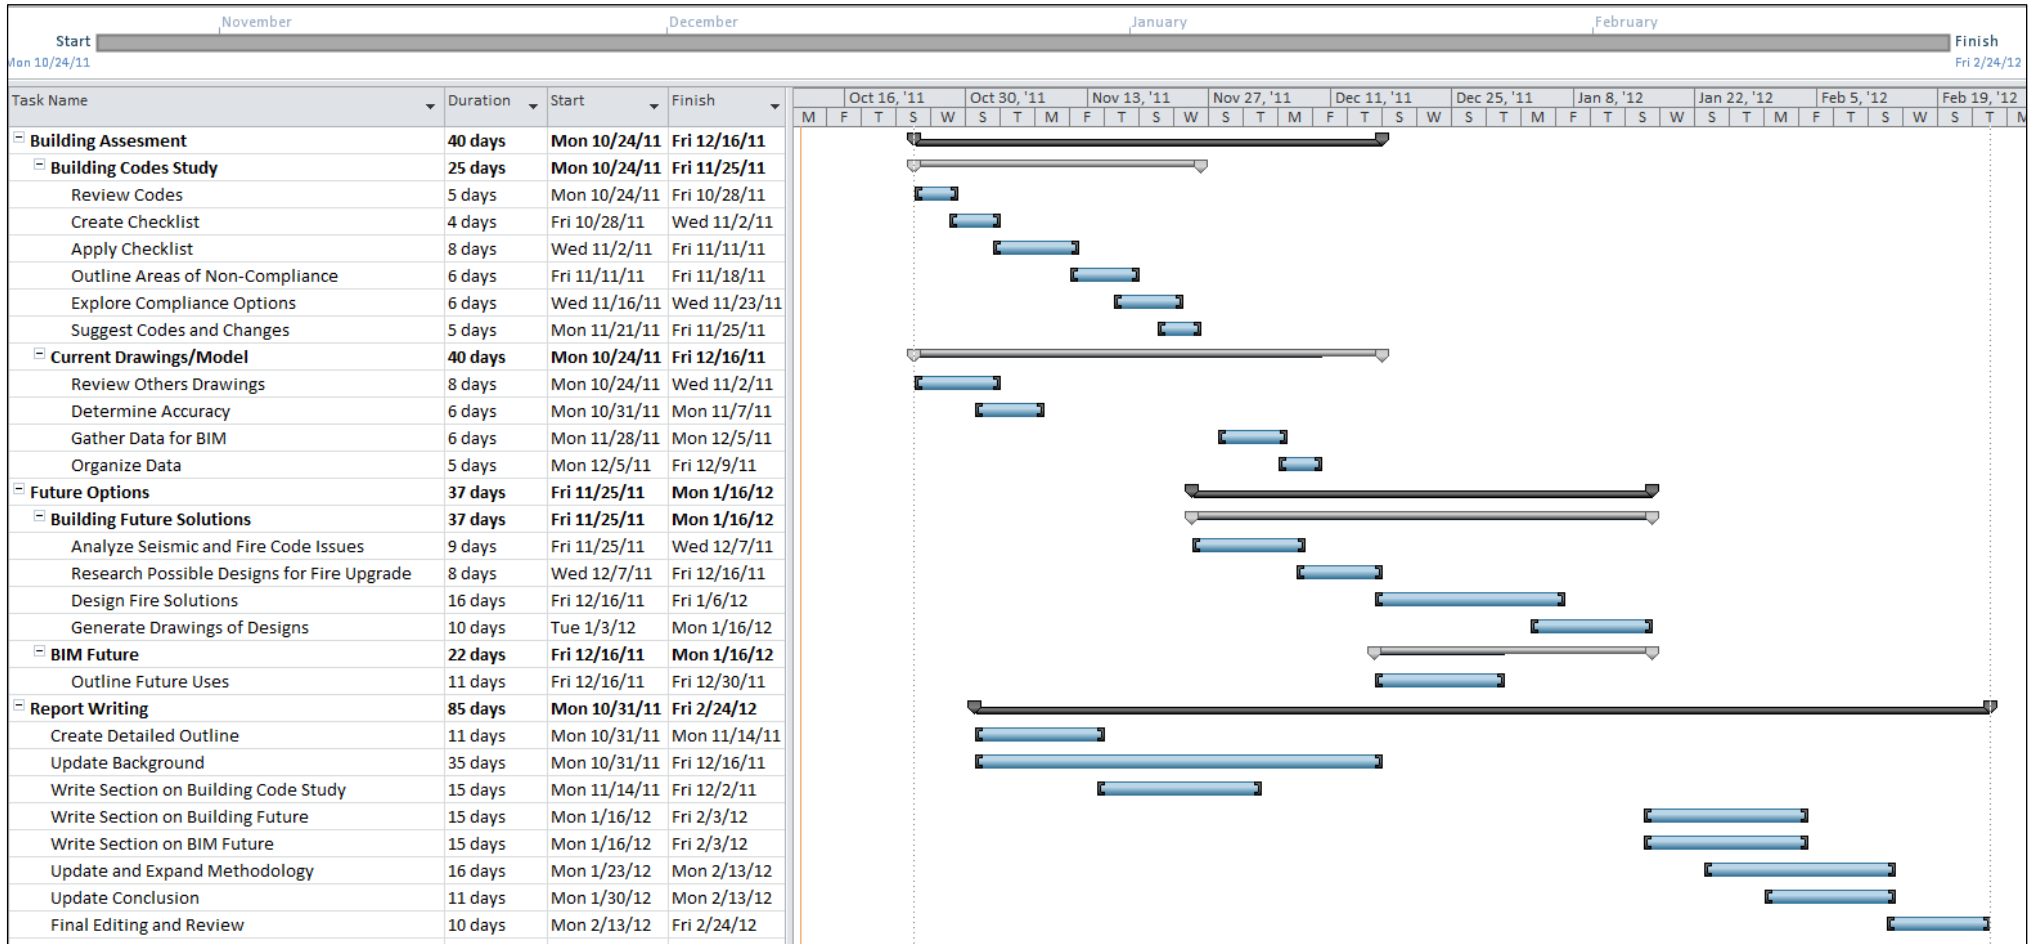 November December January February
Start Finish
Mon 10/24/11 Fri 2/24/12
Task Name Duration Start Finish Oct 16, '11 Oct 30, '11 Nov 13, '11 Nov 27, '11 Dec 11, '11 Dec 25, '11 Jan 8, '12 Jan 22, '12 Feb 5, '12 Feb 19, '12
M F T S W S T M F T S W S T M F T S W S T M F T S W S T M F T S W S T M
Building Assesment 40 days Mon 10/24/11 Fri 12/16/11
Building Codes Study 25 days Mon 10/24/11 Fri 11/25/11
Review Codes 5 days Mon 10/24/11 Fri 10/28/11
Create Checklist 4 days Fri 10/28/11 Wed 11/2/11
Apply Checklist 8 days Wed 11/2/11 Fri 11/11/11
Outline Areas of Non-Compliance 6 days Fri 11/11/11 Fri 11/18/11
Explore Compliance Options 6 days Wed 11/16/11 Wed 11/23/11
Suggest Codes and Changes 5 days Mon 11/21/11 Fri 11/25/11
Current Drawings/Model 40 days Mon 10/24/11 Fri 12/16/11
Review Others Drawings 8 days Mon 10/24/11 Wed 11/2/11
Determine Accuracy 6 days Mon 10/31/11 Mon 11/7/11
Gather Data for BIM 6 days Mon 11/28/11 Mon 12/5/11
Organize Data 5 days Mon 12/5/11 Fri 12/9/11
Future Options 37 days Fri 11/25/11 Mon 1/16/12
Building Future Solutions 37 days Fri 11/25/11 Mon 1/16/12
Analyze Seismic and Fire Code Issues 9 days Fri 11/25/11 Wed 12/7/11
Research Possible Designs for Fire Upgrade 8 days Wed 12/7/11 Fri 12/16/11
Design Fire Solutions 16 days Fri 12/16/11 Fri 1/6/12
Generate Drawings of Designs 10 days Tue 1/3/12 Mon 1/16/12
BIM Future 22 days Fri 12/16/11 Mon 1/16/12
Outline Future Uses 11 days Fri 12/16/11 Fri 12/30/11
Report Writing 85 days Mon 10/31/11 Fri 2/24/12
Create Detailed Outline 11 days Mon 10/31/11 Mon 11/14/11
Update Background 35 days Mon 10/31/11 Fri 12/16/11
Write Section on Building Code Study 15 days Mon 11/14/11 Fri 12/2/11
Write Section on Building Future 15 days Mon 1/16/12 Fri 2/3/12
Write Section on BIM Future 15 days Mon 1/16/12 Fri 2/3/12
Update and Expand Methodology 16 days Mon 1/23/12 Mon 2/13/12
Update Conclusion 11 days Mon 1/30/12 Mon 2/13/12
Final Editing and Review 10 days Mon 2/13/12 Fri 2/24/12